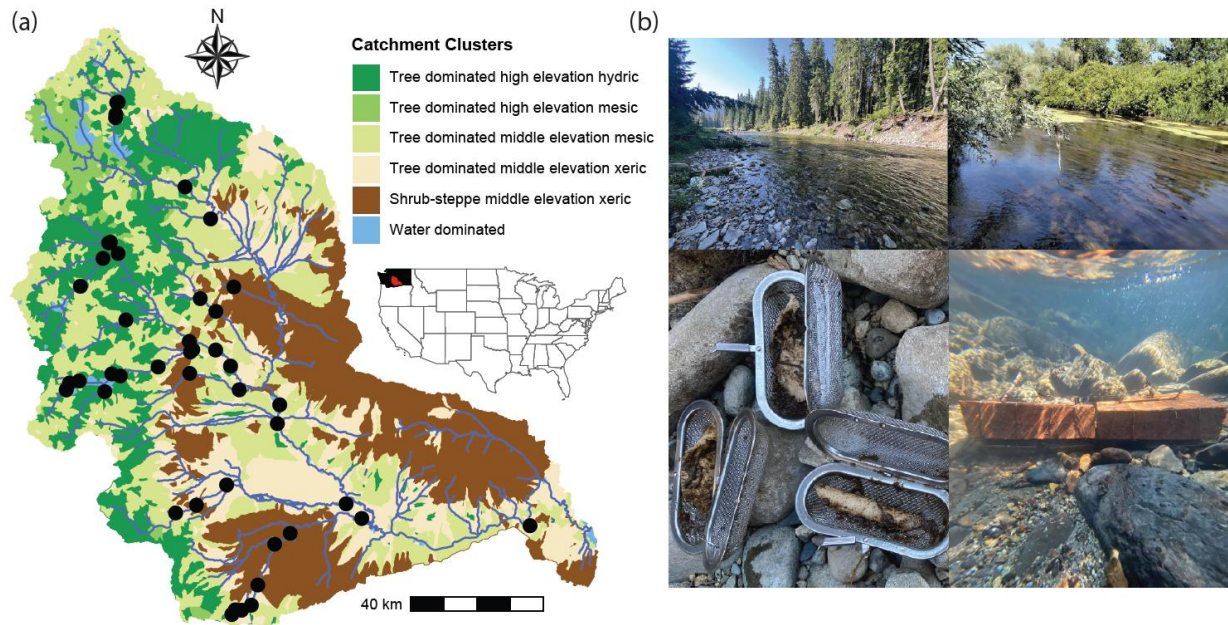 (a)
N
Catchment Clusters
Tree dominated high elevation hydric
Tree dominated high elevation mesic
Tree dominated middle elevation mesic
Tree dominated middle elevation xeric
Shrub-steppe middle elevation xeric
Water dominated
40 km
(b)